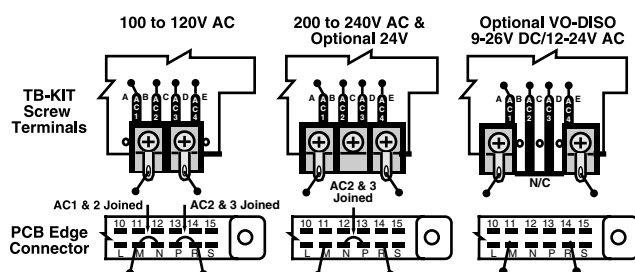 100 to 120V AC
200 to 240V AC &
Optional 24V
Optional VO-DISO
9-26V DC/12-24V AC
TB-KIT
Screw
Terminals
A B C D E
AC1 AC2 AC3 AC4
A B C D E
AC1 AC2 AC3 AC4
A B C D E
AC1 AC2 AC3 AC4
AC2 & 3
Joined
N/C
AC1 & 2 Joined
AC2 & 3 Joined
PCB Edge
Connector
10 11 12 13 14 15
L M N P R S
10 11 12 13 14 15
L M N P R S
10 11 12 13 14 15
L M N P R S